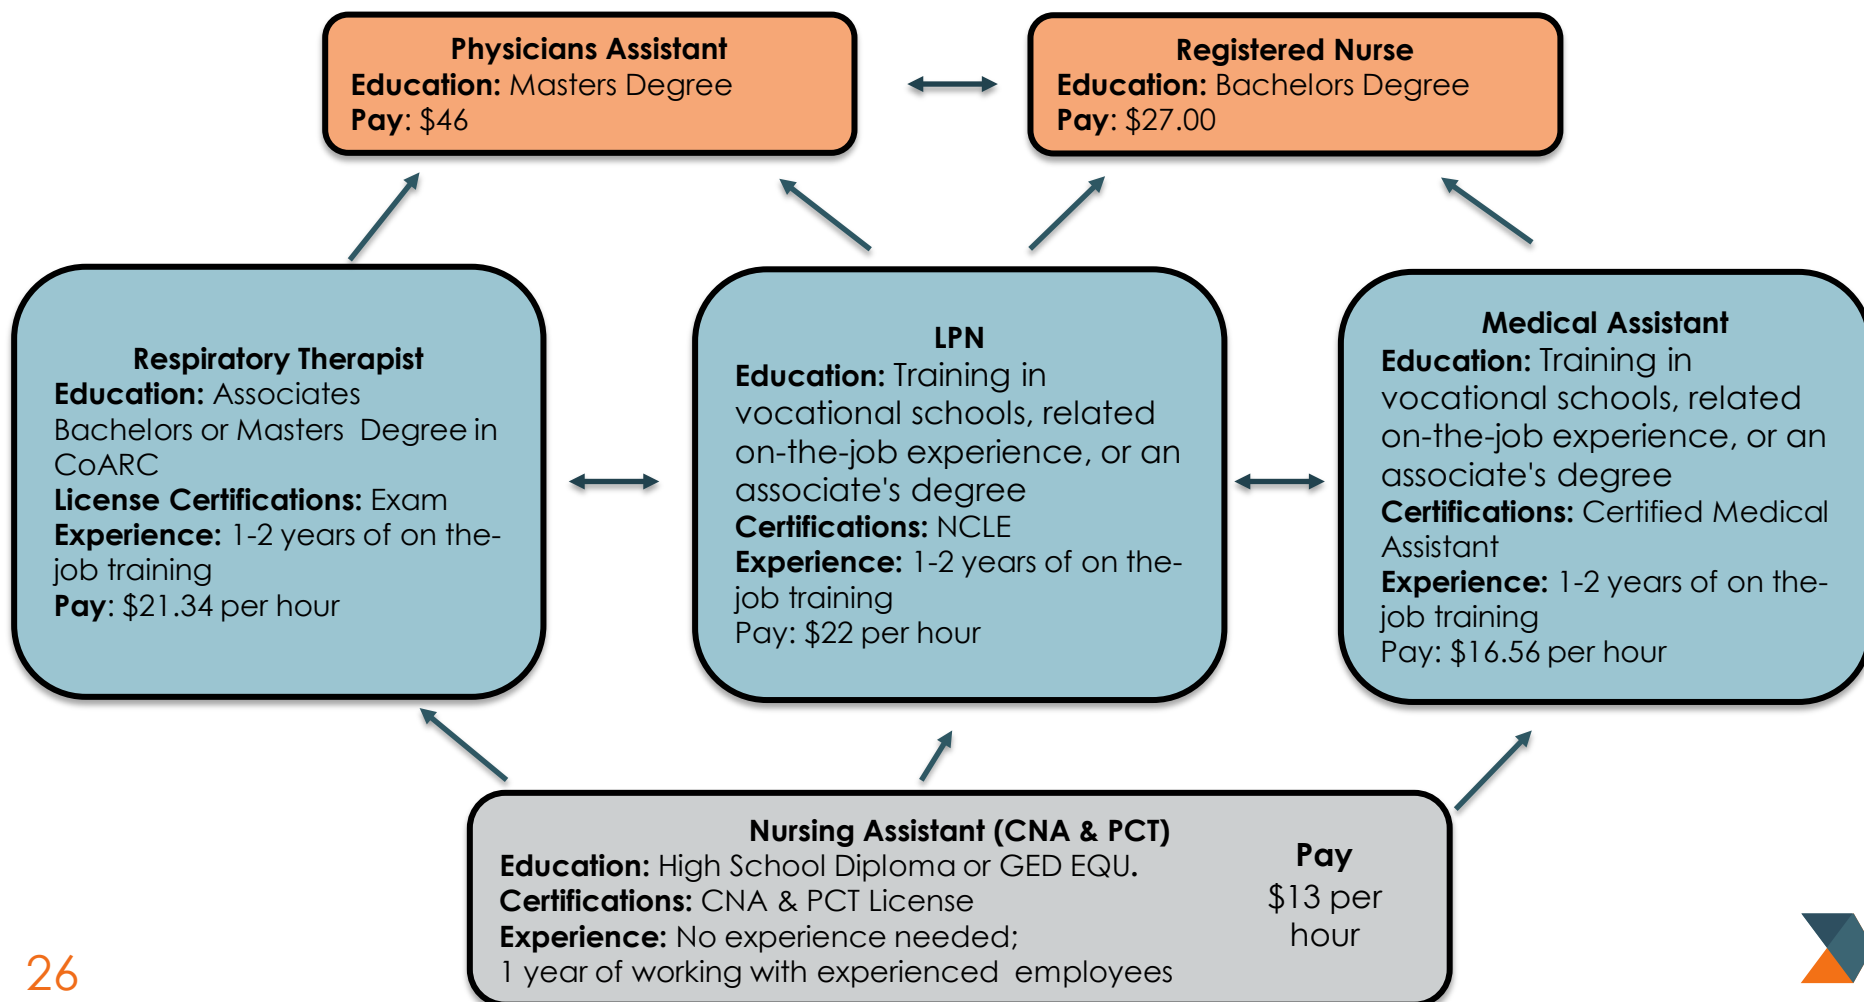 Physicians Assistant
Education: Masters Degree
Pay: $46
Registered Nurse
Education: Bachelors Degree
Pay: $27.00
Respiratory Therapist
Education: Associates
Bachelors or Masters Degree in
CoARC
License Certifications: Exam
Experience: 1-2 years of on the-
job training
Pay: $21.34 per hour
LPN
Education: Training in
vocational schools, related
on-the-job experience, or an
associate's degree
Certifications: NCLE
Experience: 1-2 years of on the-
job training
Pay: $22 per hour
Medical Assistant
Education: Training in
vocational schools, related
on-the-job experience, or an
associate's degree
Certifications: Certified Medical
Assistant
Experience: 1-2 years of on the-
job training
Pay: $16.56 per hour
Nursing Assistant (CNA & PCT)
Education: High School Diploma or GED EQU.
Certifications: CNA & PCT License
Experience: No experience needed;
1 year of working with experienced employees
Pay
$13 per
hour
26